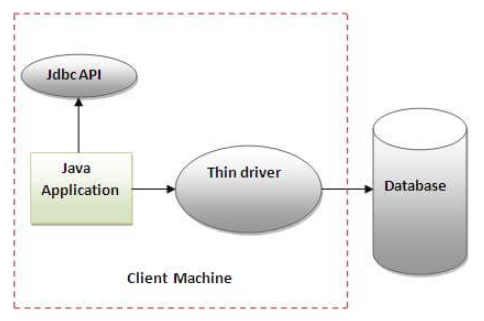 Jdbc API
Java
Application
Thin driver
Database
Client Machine